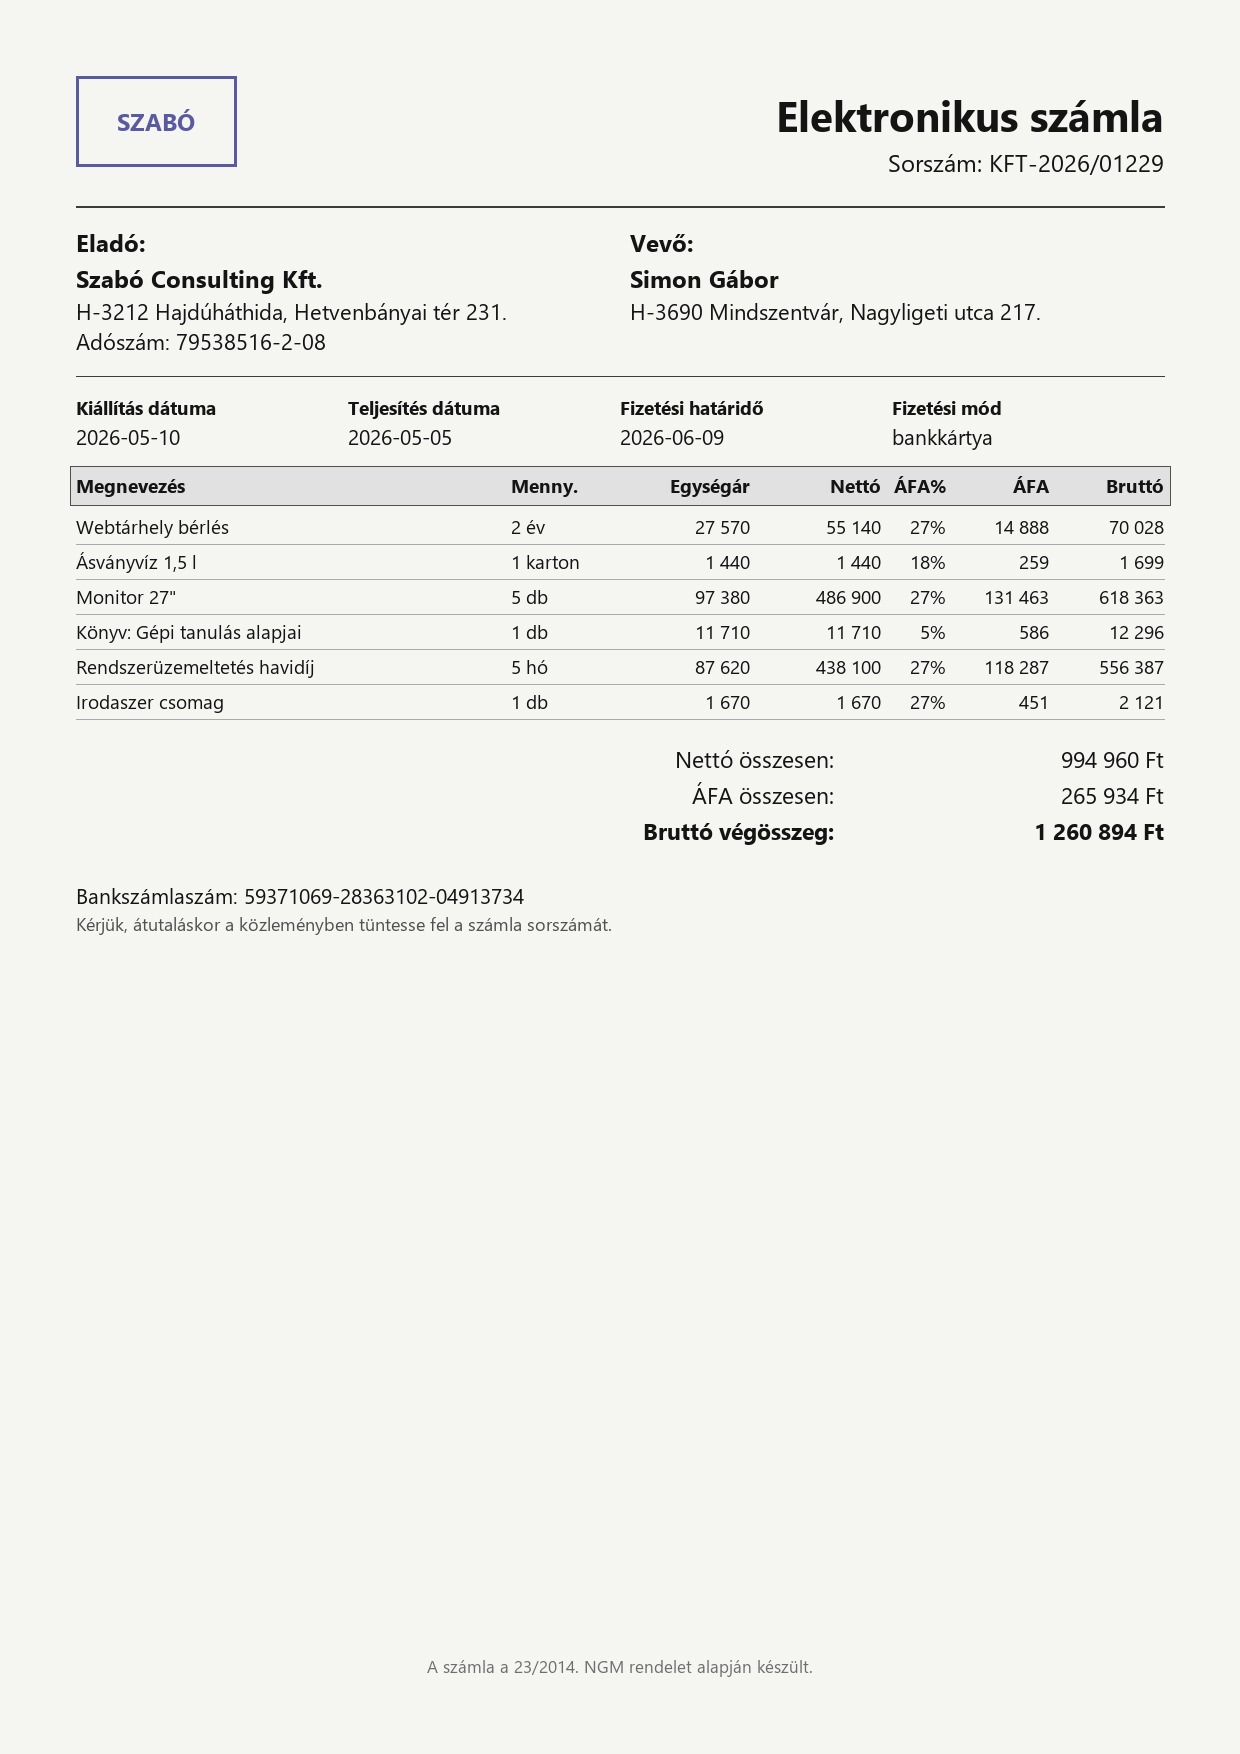 SZABÓ
Elektronikus számla
Sorszám: KFT-2026/01229
Eladó:
Szabó Consulting Kft.
H-3212 Hajdúháthida, Hetvenbányai tér 231.
Adószám: 79538516-2-08
Vevő:
Simon Gábor
H-3690 Mindszentvár, Nagyligeti utca 217.
Kiállítás dátuma Teljesítés dátuma Fizetési határidő Fizetési mód
2026-05-10 2026-05-05 2026-06-09 bankkártya
Megnevezés Menny. Egységár Nettó ÁFA% ÁFA Bruttó
Webtárhely bérlés 2 év 27 570 55 140 27% 14 888 70 028
Ásványvíz 1,5 l 1 karton 1 440 1 440 18% 259 1 699
Monitor 27" 5 db 97 380 486 900 27% 131 463 618 363
Könyv: Gépi tanulás alapjai 1 db 11 710 11 710 5% 586 12 296
Rendszerüzemeltetés havidíj 5 hó 87 620 438 100 27% 118 287 556 387
Irodaszer csomag 1 db 1 670 1 670 27% 451 2 121
Nettó összesen: 994 960 Ft
ÁFA összesen: 265 934 Ft
Bruttó végösszeg: 1 260 894 Ft
Bankszámlaszám: 59371069-28363102-04913734
Kérjük, átutaláskor a közleményben tüntesse fel a számla sorszámát.
A számla a 23/2014. NGM rendelet alapján készült.